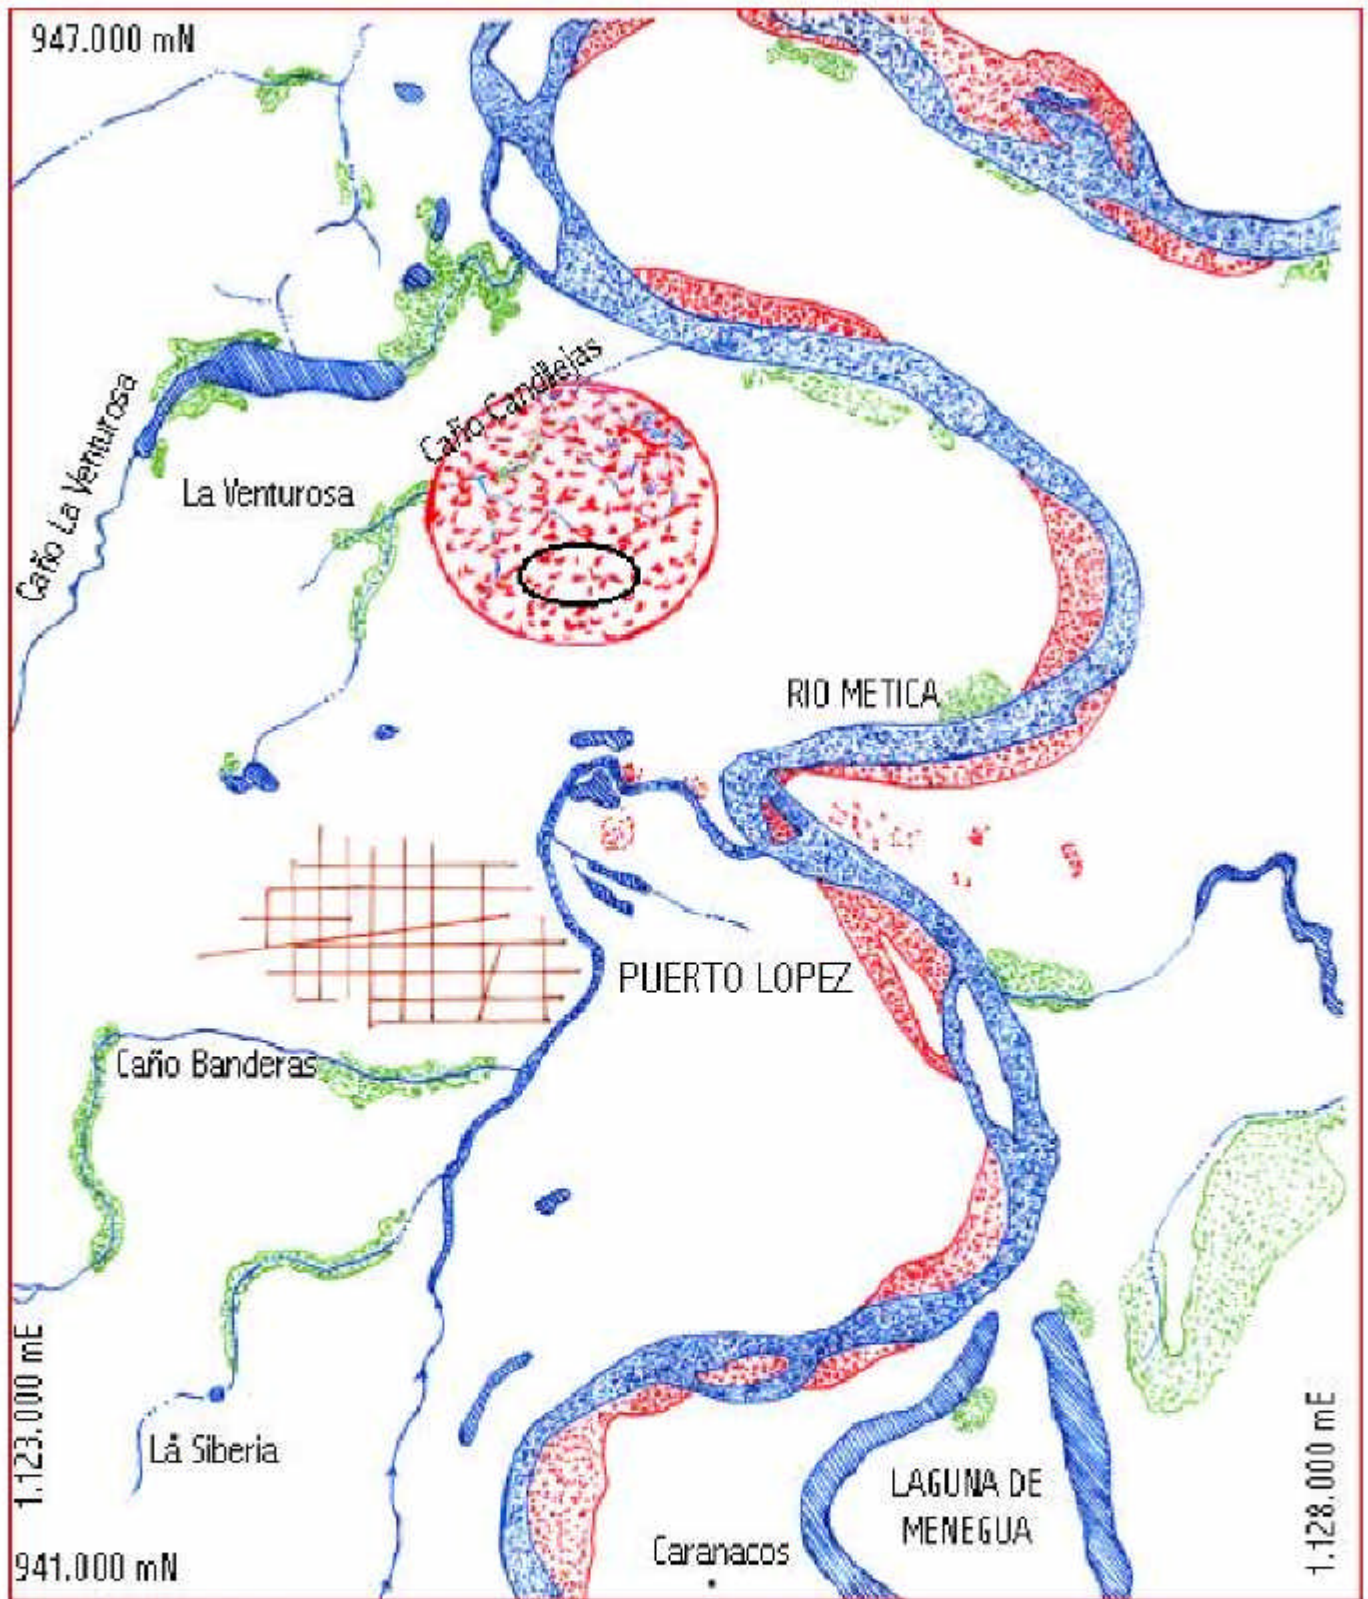 947.000 mN
Caño Candilejas
Caño La Venturosa
La Venturosa
RIO METICA
PUERTO LOPEZ
Caño Banderas
1.123.000 mE
La Siberia
LAGUNA DE
MENEGUA
1.128.000 mE
Caranacos
941.000 mN